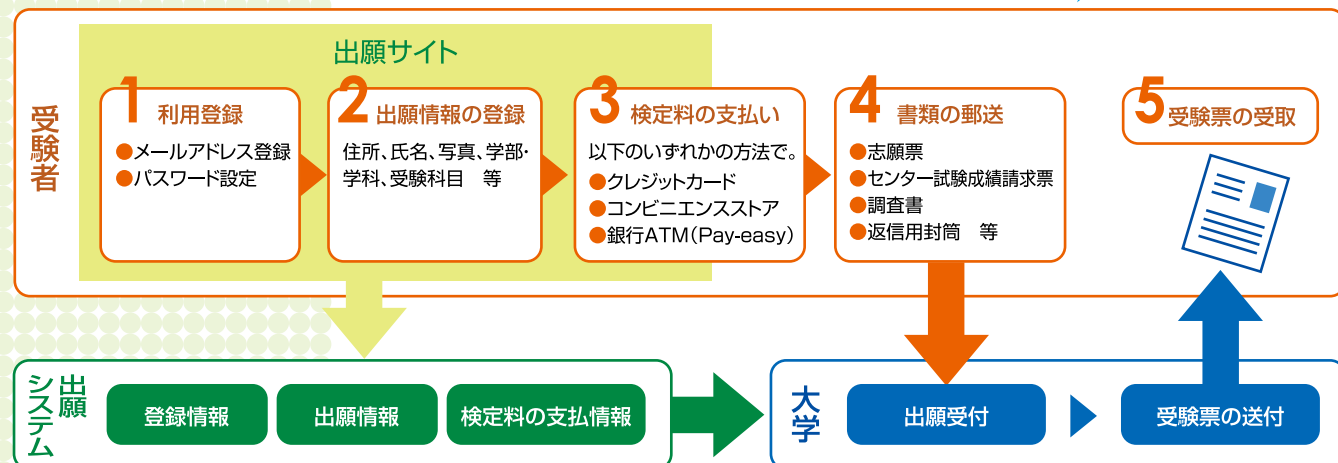 受験者
出願サイト
1 利用登録
●メールアドレス登録
●パスワード設定
2 出願情報の登録
住所、氏名、写真、学部・
学科、受験科目　等
3 検定料の支払い
以下のいずれかの方法で。
●クレジットカード
●コンビニエンスストア
●銀行ATM(Pay-easy)
4 書類の郵送
●志願票
●センター試験成績請求票
●調査書
●返信用封筒　等
5 受験票の受取
出願
システム
登録情報
出願情報
検定料の支払情報
大学
出願受付
受験票の送付